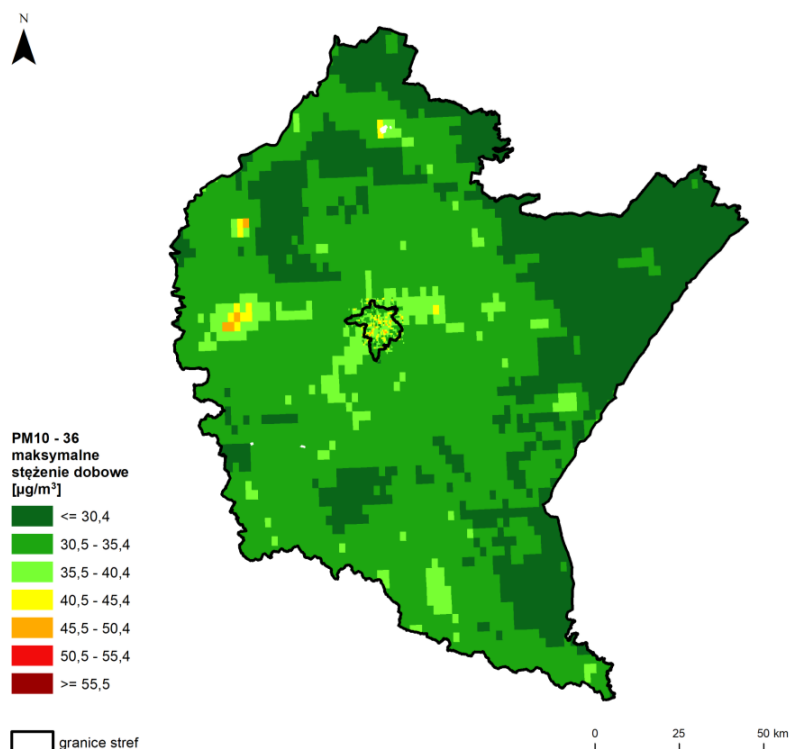 N
PM10 - 36
maksymalne
stężenie dobowe
[µg/m³]
<= 30,4
30,5 - 35,4
35,5 - 40,4
40,5 - 45,4
45,5 - 50,4
50,5 - 55,4
>= 55,5
granice stref
0 25 50 km